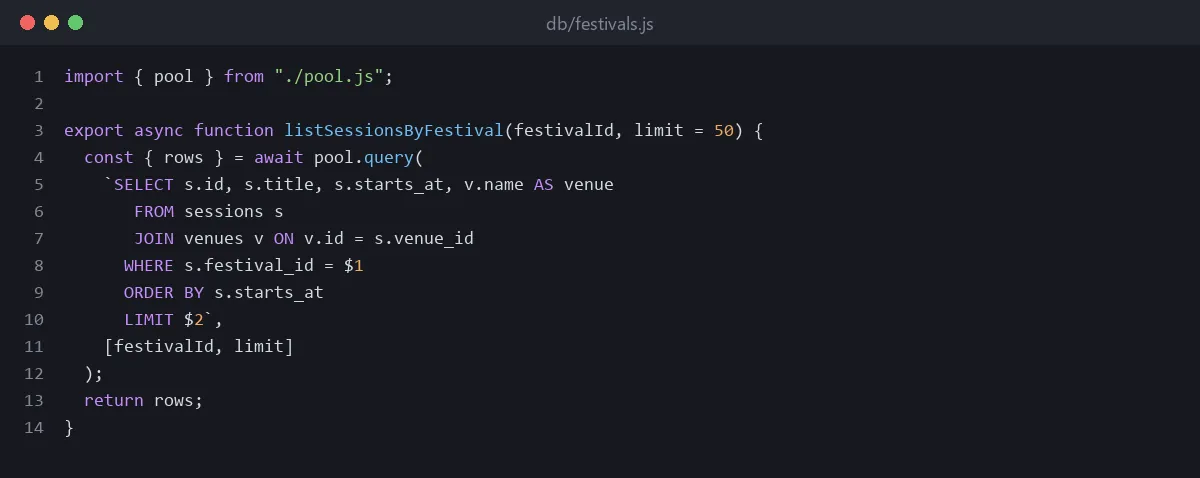 db/festivals.js
1 import { pool } from "./pool.js";
2
3 export async function listSessionsByFestival(festivalId, limit = 50) {
4   const { rows } = await pool.query(
5     `SELECT s.id, s.title, s.starts_at, v.name AS venue
6        FROM sessions s
7        JOIN venues v ON v.id = s.venue_id
8       WHERE s.festival_id = $1
9       ORDER BY s.starts_at
10       LIMIT $2`,
11     [festivalId, limit]
12   );
13   return rows;
14 }